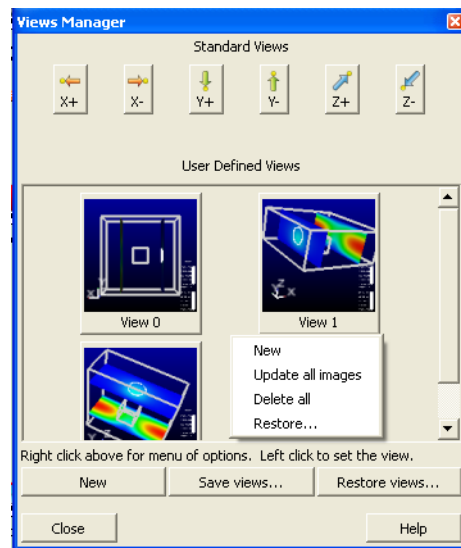 Views Manager
Standard Views
X+ X- Y+ Y- Z+ Z-
User Defined Views
View 0 View 1
New
Update all images
Delete all
Restore...
Right click above for menu of options. Left click to set the view.
New Save views... Restore views...
Close Help